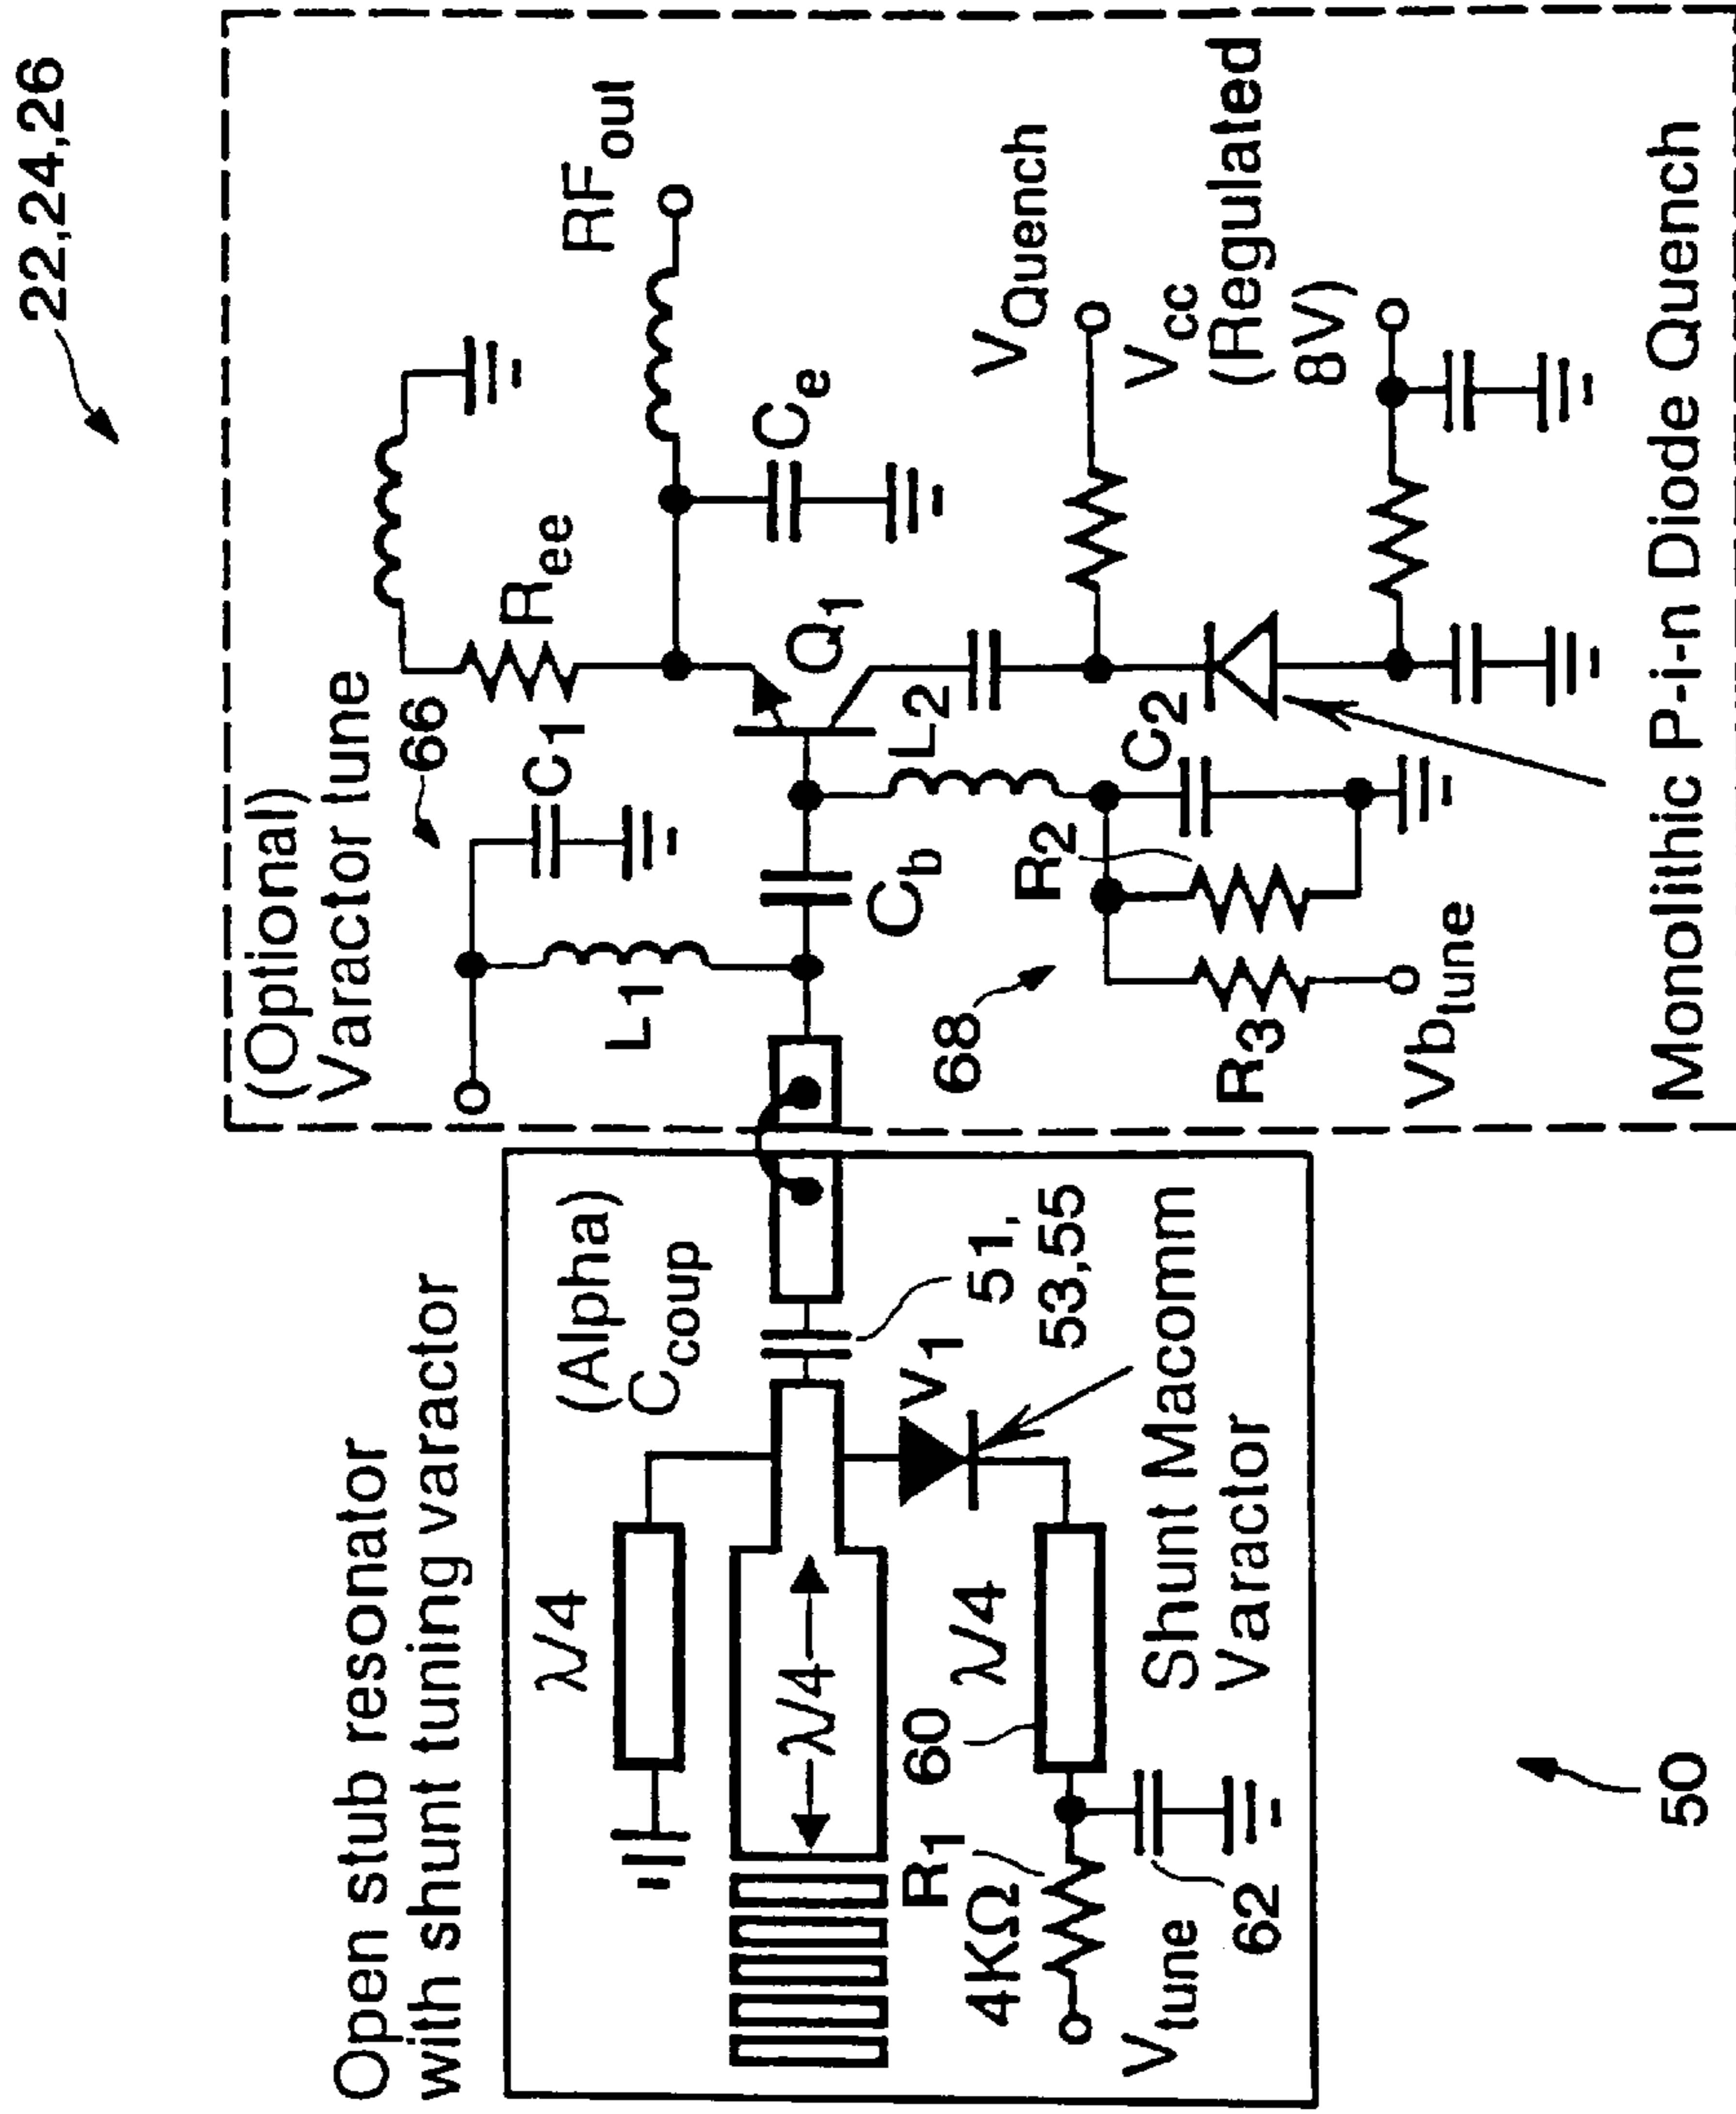 22,24,26
Open stub resonator
with shunt tuning varactor
(Optional)
Varactor tune
66
C1
Ree
RFout
L1
Cb
Q1
Ce
L2
VQuench
Vcc
(Regulated
8V)
68
R2
C2
R3
Vbtune
Monolithic P-i-n Diode Quench
(Alpha)
Ccoup
λ/4
λ/4
λ/4
V1
51,
53,55
R1
4KΩ
60
Vtune
62
Shunt Macomm
Varactor
50